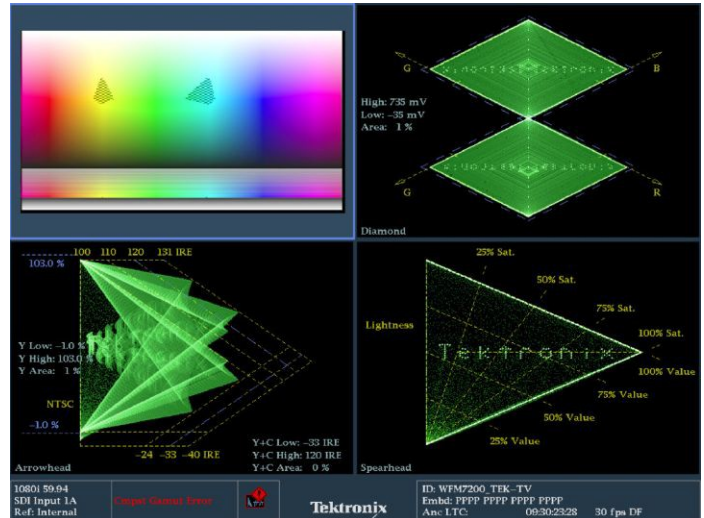 G
B
High: 735 mV
Low: -35 mV
Area: 1 %
G
R
Diamond
100 110 120 131 IRE
103.0 %
Y Low: -1.0 %
Y High: 103.0 %
Y Area: 1 %
NTSC
-1.0 %
-24 -33 -40 IRE
Y+C Low: -33 IRE
Y+C High: 120 IRE
Y+C Area: 0 %
Arrowhead
25% Sat.
50% Sat.
75% Sat.
100% Sat.
Lightness
Tektronix
100% Value
75% Value
50% Value
25% Value
Spearhead
1080i 59.94
SDI Input 1A
Ref: Internal
Output Gamut Error
Tektronix
ID: WFM7200_TEK-TV
Embd: PPPP PPPP PPPP PPPP
Anc LTC: 09:30:23:28 30 fps DF